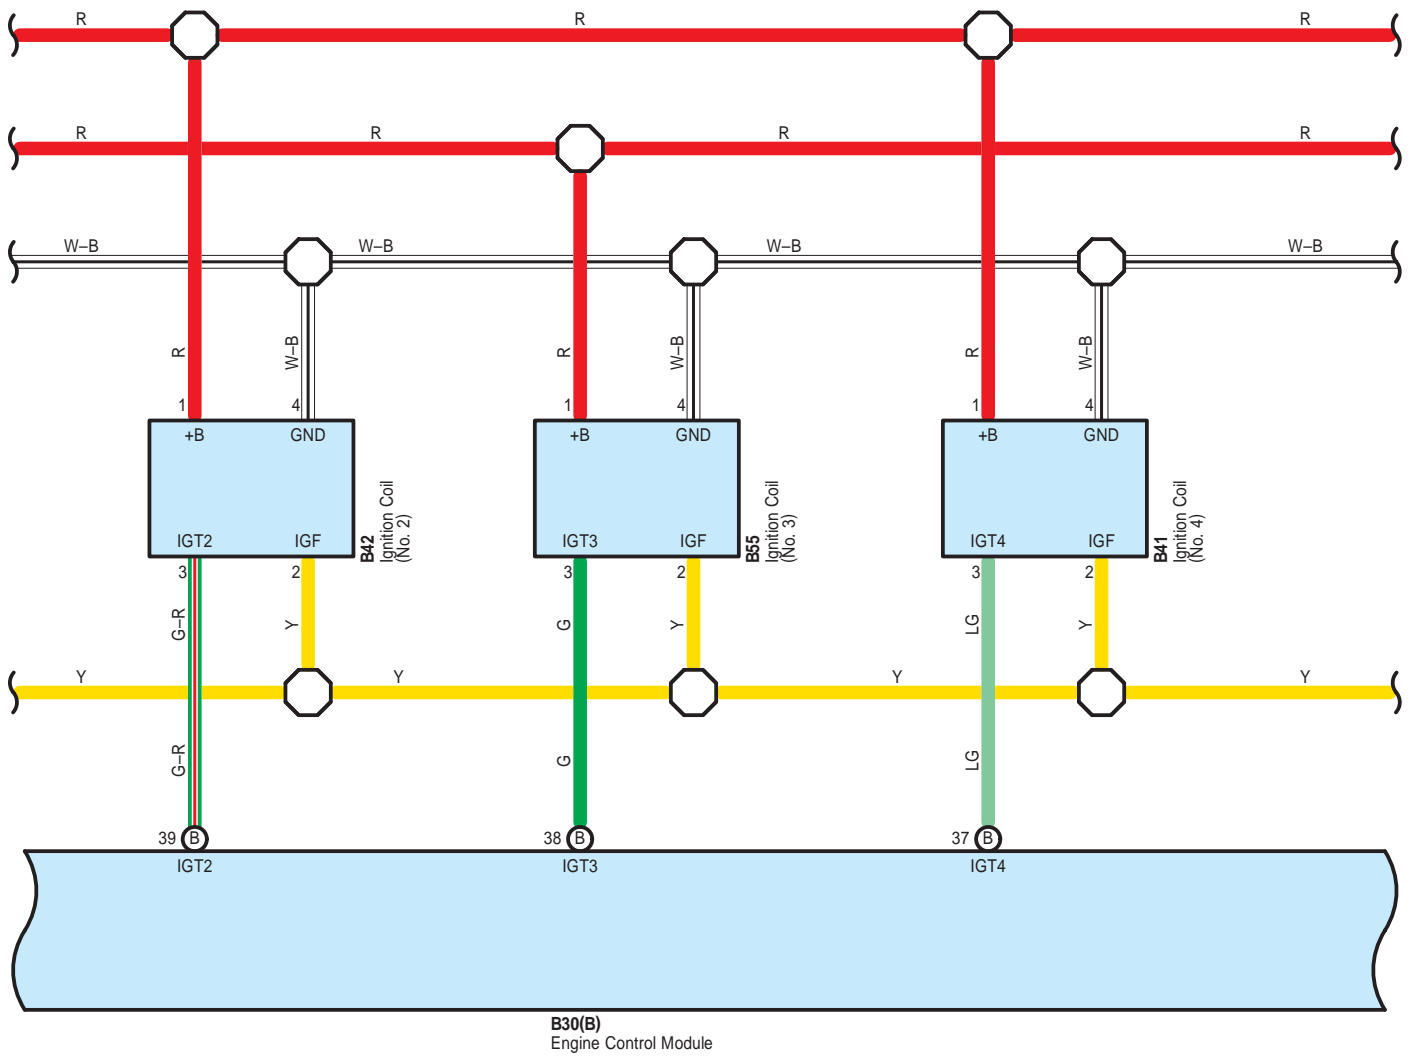 R R R
R R R R
W–B W–B W–B W–B
R W–B R W–B R W–B
1 4 1 4 1 4
+B GND +B GND +B GND
B42
Ignition Coil
(No. 2)
B55
Ignition Coil
(No. 3)
B41
Ignition Coil
(No. 4)
IGT2 IGF IGT3 IGF IGT4 IGF
3 2 3 2 3 2
G–R Y G Y LG Y
Y Y Y Y
G–R G LG
39 B 38 B 37 B
IGT2 IGT3 IGT4
B30(B)
Engine Control Module